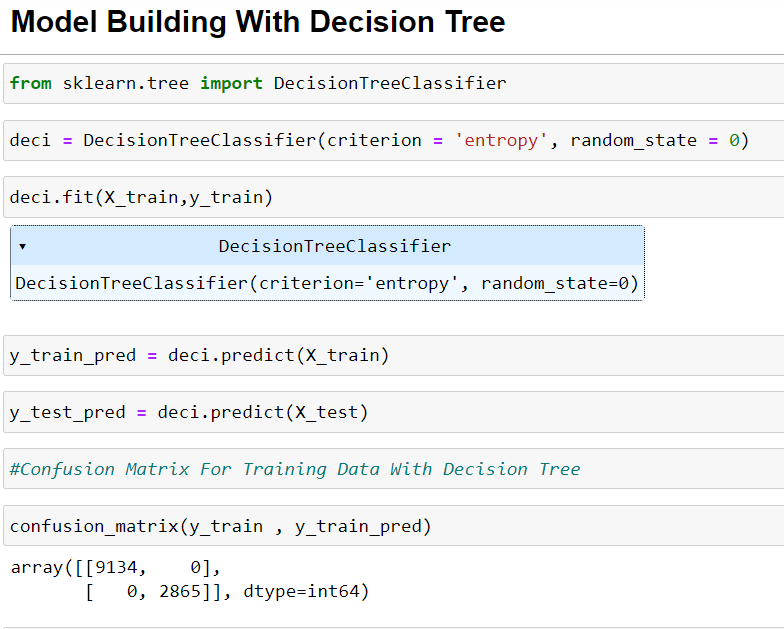 Model Building With Decision Tree
from sklearn.tree import DecisionTreeClassifier
deci = DecisionTreeClassifier(criterion = 'entropy', random_state = 0)
deci.fit(X_train,y_train)
▾ DecisionTreeClassifier
DecisionTreeClassifier(criterion='entropy', random_state=0)
y_train_pred = deci.predict(X_train)
y_test_pred = deci.predict(X_test)
#Confusion Matrix For Training Data With Decision Tree
confusion_matrix(y_train , y_train_pred)
array([[9134,    0],
       [   0, 2865]], dtype=int64)